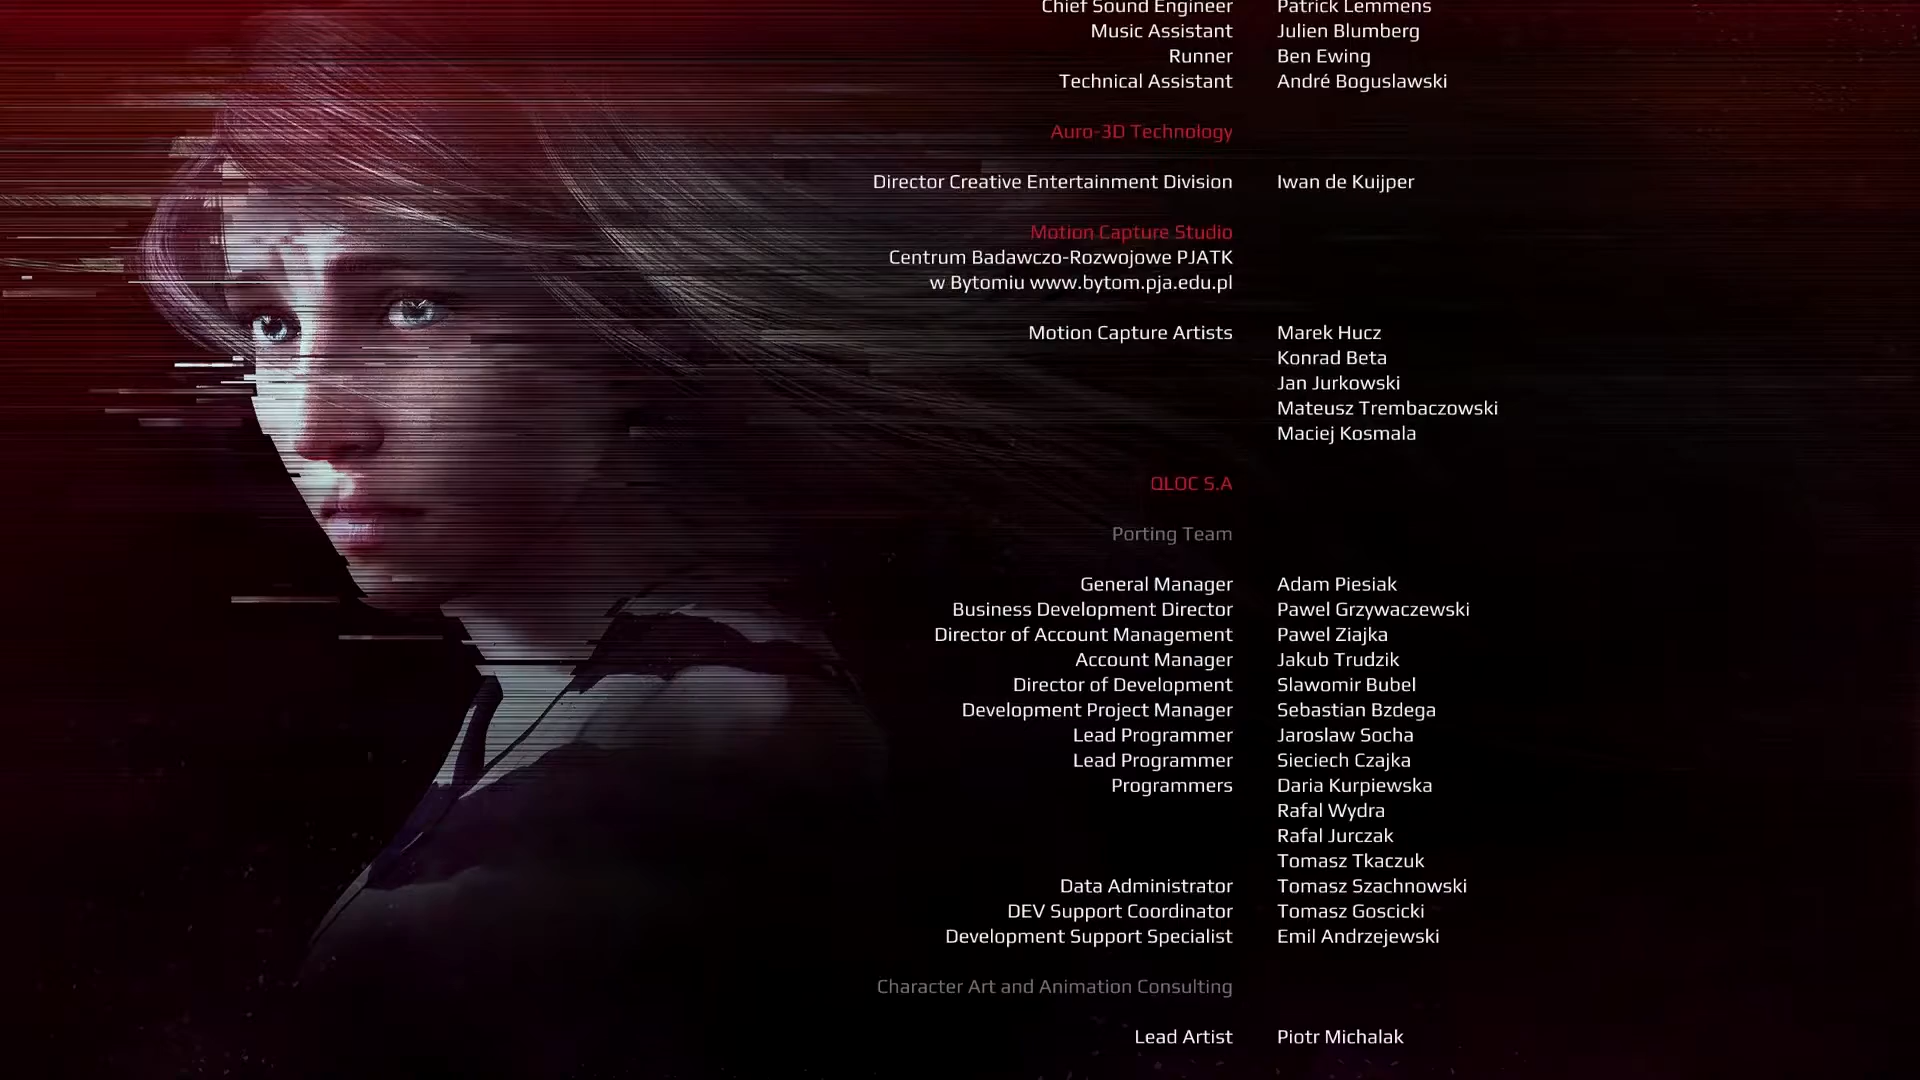 Chief Sound Engineer Patrick Lemmens
Music Assistant Julien Blumberg
Runner Ben Ewing
Technical Assistant André Boguslawski
Auro-3D Technology
Director Creative Entertainment Division Iwan de Kuijper
Motion Capture Studio
Centrum Badawczo-Rozwojowe PJATK
w Bytomiu www.bytom.pja.edu.pl
Motion Capture Artists Marek Hucz
Konrad Beta
Jan Jurkowski
Mateusz Trembaczowski
Maciej Kosmala
QLOC S.A
Porting Team
General Manager Adam Piesiak
Business Development Director Pawel Grzywaczewski
Director of Account Management Pawel Ziajka
Account Manager Jakub Trudzik
Director of Development Slawomir Bubel
Development Project Manager Sebastian Bzdega
Lead Programmer Jaroslaw Socha
Lead Programmer Sieciech Czajka
Programmers Daria Kurpiewska
Rafal Wydra
Rafal Jurczak
Tomasz Tkaczuk
Data Administrator Tomasz Szachnowski
DEV Support Coordinator Tomasz Goscicki
Development Support Specialist Emil Andrzejewski
Character Art and Animation Consulting
Lead Artist Piotr Michalak